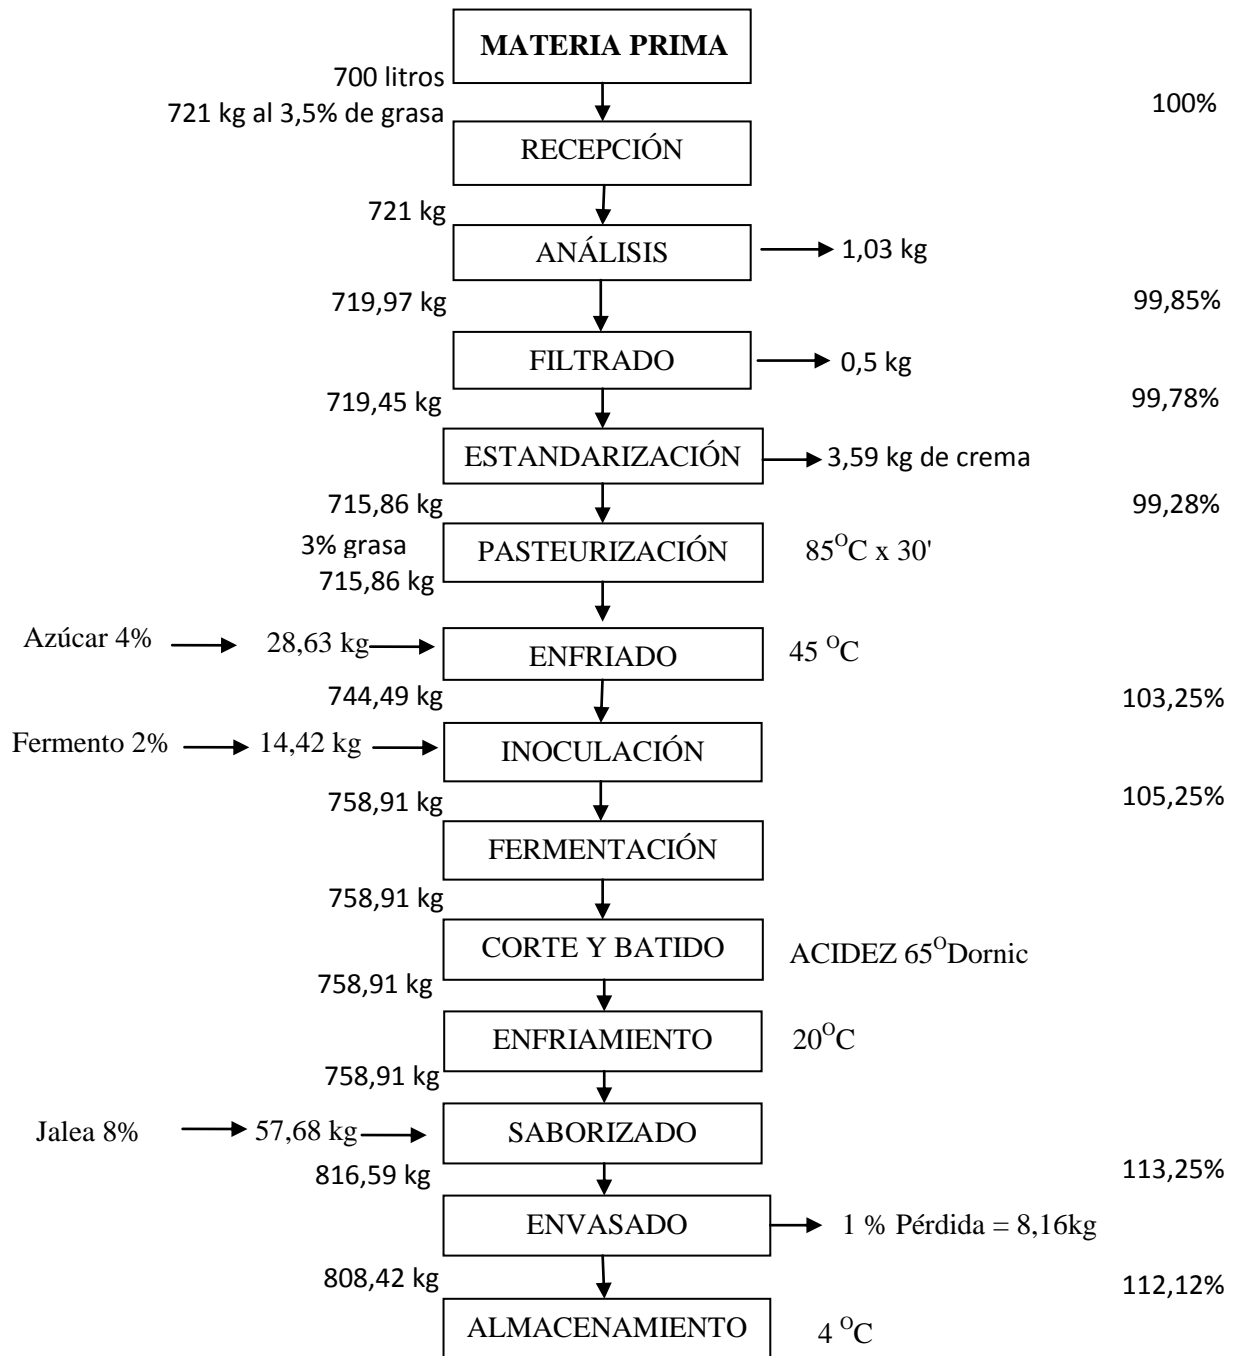 MATERIA PRIMA
700 litros
721 kg al 3,5% de grasa
100%
RECEPCIÓN
721 kg
ANÁLISIS
1,03 kg
719,97 kg
99,85%
FILTRADO
0,5 kg
719,45 kg
99,78%
ESTANDARIZACIÓN
3,59 kg de crema
715,86 kg
99,28%
3% grasa
PASTEURIZACIÓN
85°C x 30'
715,86 kg
Azúcar 4%
28,63 kg
ENFRIADO
45 °C
744,49 kg
103,25%
Fermento 2%
14,42 kg
INOCULACIÓN
758,91 kg
105,25%
FERMENTACIÓN
758,91 kg
CORTE Y BATIDO
ACIDEZ 65°Dornic
758,91 kg
ENFRIAMIENTO
20°C
758,91 kg
Jalea 8%
57,68 kg
SABORIZADO
816,59 kg
113,25%
ENVASADO
1 % Pérdida = 8,16kg
808,42 kg
112,12%
ALMACENAMIENTO
4 °C